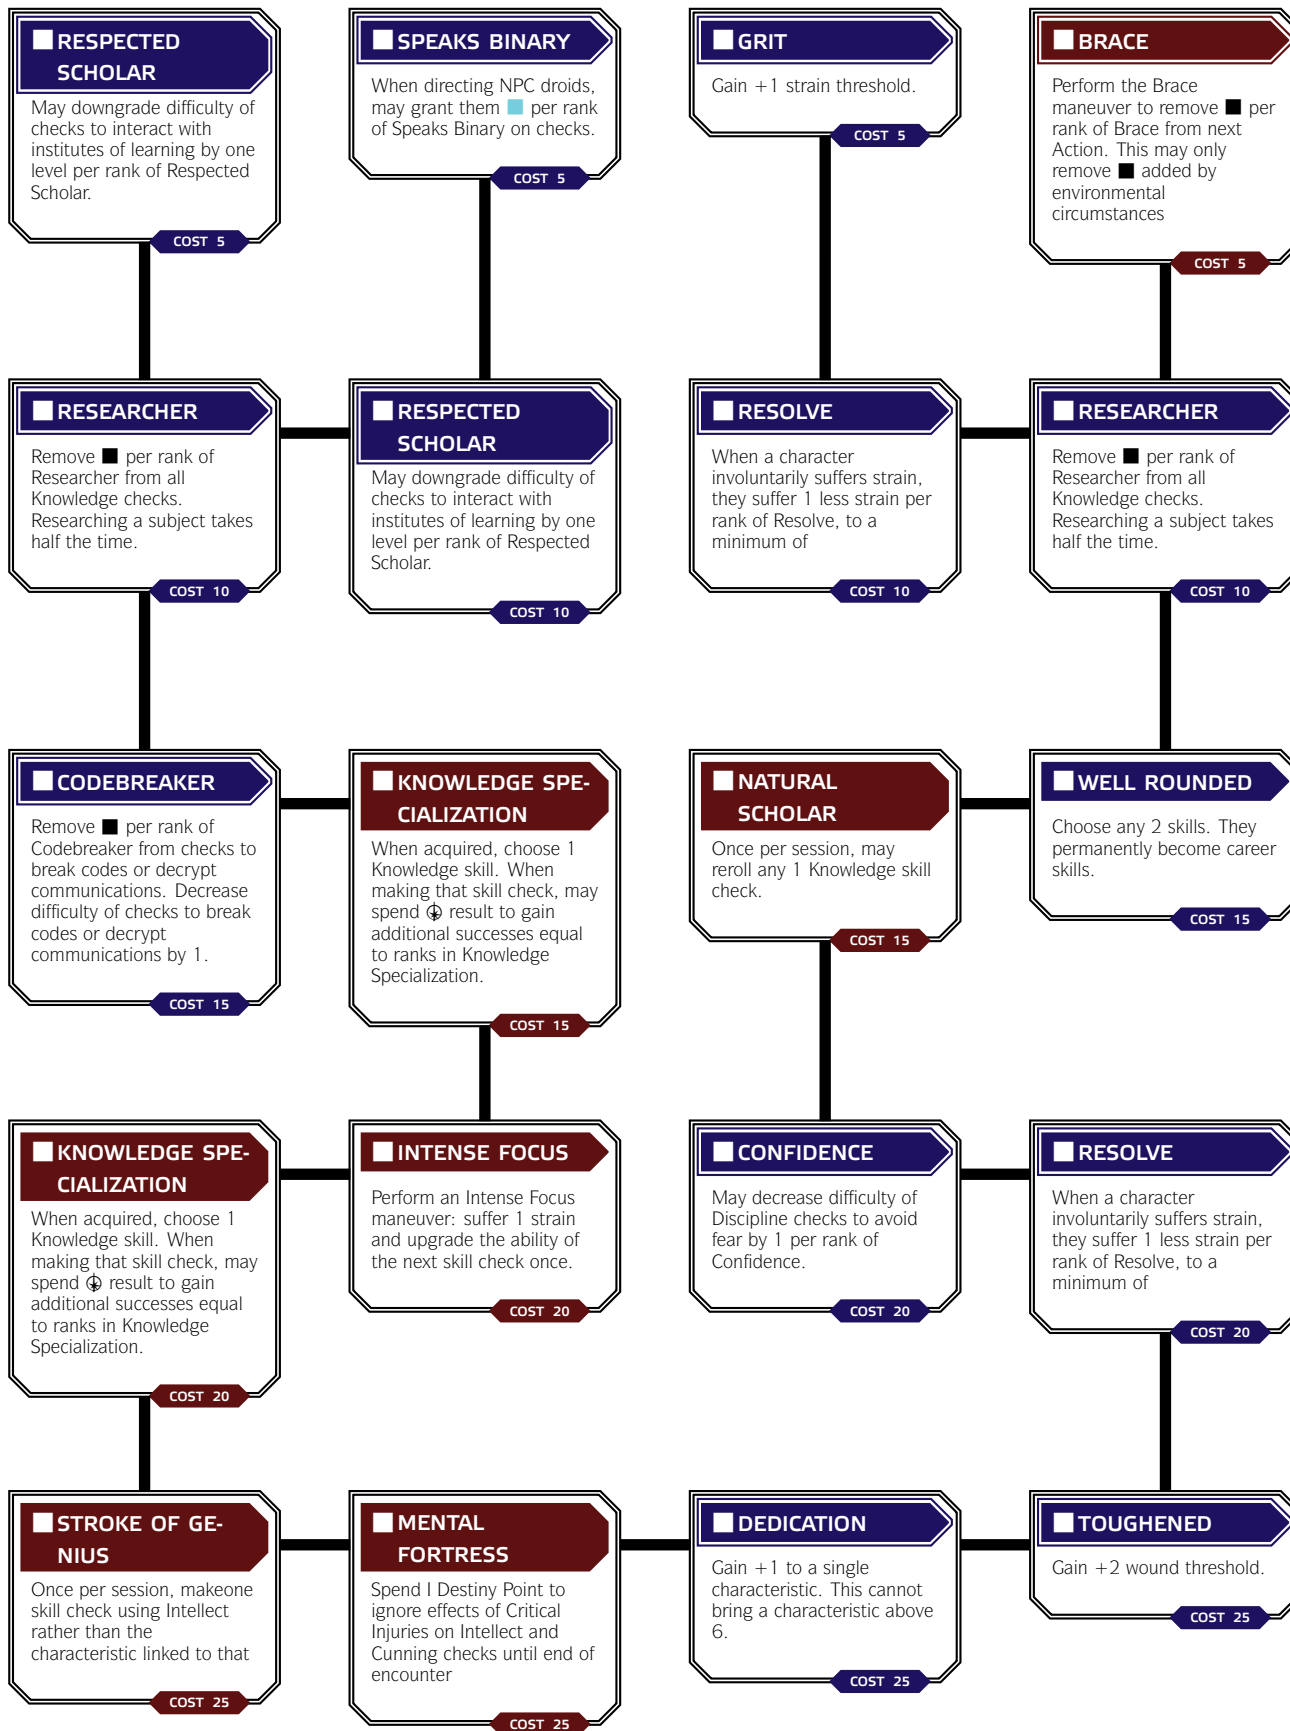 RESPECTED
SCHOLAR
May downgrade difficulty of
checks to interact with
institutes of learning by one
level per rank of Respected
Scholar.
COST 5
SPEAKS BINARY
When directing NPC droids,
may grant them per rank
of Speaks Binary on checks.
COST 5
GRIT
Gain +1 strain threshold.
COST 5
BRACE
Perform the Brace
maneuver to remove per
rank of Brace from next
Action. This may only
remove added by
environmental
circumstances
COST 5
RESEARCHER
Remove per rank of
Researcher from all
Knowledge checks.
Researching a subject takes
half the time.
COST 10
RESPECTED
SCHOLAR
May downgrade difficulty of
checks to interact with
institutes of learning by one
level per rank of Respected
Scholar.
COST 10
RESOLVE
When a character
involuntarily suffers strain,
they suffer 1 less strain per
rank of Resolve, to a
minimum of
COST 10
RESEARCHER
Remove per rank of
Researcher from all
Knowledge checks.
Researching a subject takes
half the time.
COST 10
CODEBREAKER
Remove per rank of
Codebreaker from checks to
break codes or decrypt
communications. Decrease
difficulty of checks to break
codes or decrypt
communications by 1.
COST 15
KNOWLEDGE SPE-
CIALIZATION
When acquired, choose 1
Knowledge skill. When
making that skill check, may
spend result to gain
additional successes equal
to ranks in Knowledge
Specialization.
COST 15
NATURAL
SCHOLAR
Once per session, may
reroll any 1 Knowledge skill
check.
COST 15
WELL ROUNDED
Choose any 2 skills. They
permanently become career
skills.
COST 15
KNOWLEDGE SPE-
CIALIZATION
When acquired, choose 1
Knowledge skill. When
making that skill check, may
spend result to gain
additional successes equal
to ranks in Knowledge
Specialization.
COST 20
INTENSE FOCUS
Perform an Intense Focus
maneuver: suffer 1 strain
and upgrade the ability of
the next skill check once.
COST 20
CONFIDENCE
May decrease difficulty of
Discipline checks to avoid
fear by 1 per rank of
Confidence.
COST 20
RESOLVE
When a character
involuntarily suffers strain,
they suffer 1 less strain per
rank of Resolve, to a
minimum of
COST 20
STROKE OF GE-
NIUS
Once per session, makeone
skill check using Intellect
rather than the
characteristic linked to that
COST 25
MENTAL
FORTRESS
Spend I Destiny Point to
ignore effects of Critical
Injuries on Intellect and
Cunning checks until end of
encounter
COST 25
DEDICATION
Gain +1 to a single
characteristic. This cannot
bring a characteristic above
6.
COST 25
TOUGHENED
Gain +2 wound threshold.
COST 25